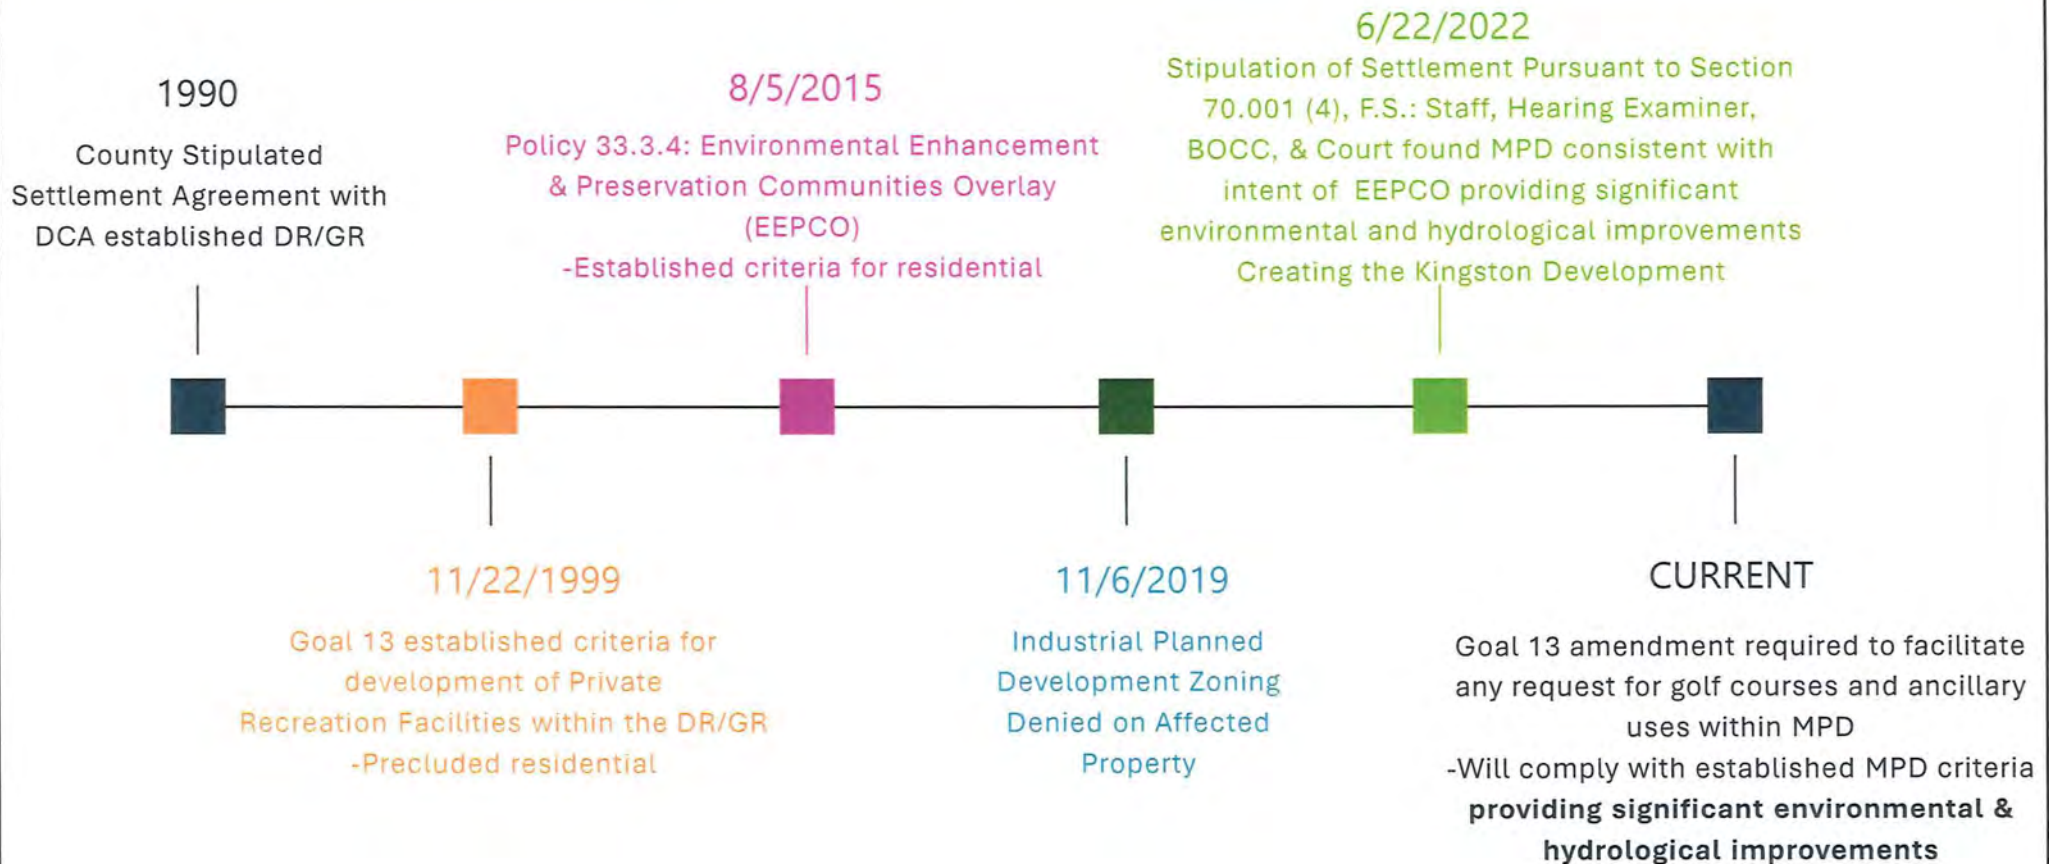 1990
County Stipulated
Settlement Agreement with
DCA established DR/GR
11/22/1999
Goal 13 established criteria for
development of Private
Recreation Facilities within the DR/GR
-Precluded residential
8/5/2015
Policy 33.3.4: Environmental Enhancement
& Preservation Communities Overlay
(EEPCO)
-Established criteria for residential
11/6/2019
Industrial Planned
Development Zoning
Denied on Affected
Property
6/22/2022
Stipulation of Settlement Pursuant to Section
70.001 (4), F.S.: Staff, Hearing Examiner,
BOCC, & Court found MPD consistent with
intent of EEPCO providing significant
environmental and hydrological improvements
Creating the Kingston Development
CURRENT
Goal 13 amendment required to facilitate
any request for golf courses and ancillary
uses within MPD
-Will comply with established MPD criteria
providing significant environmental &
hydrological improvements